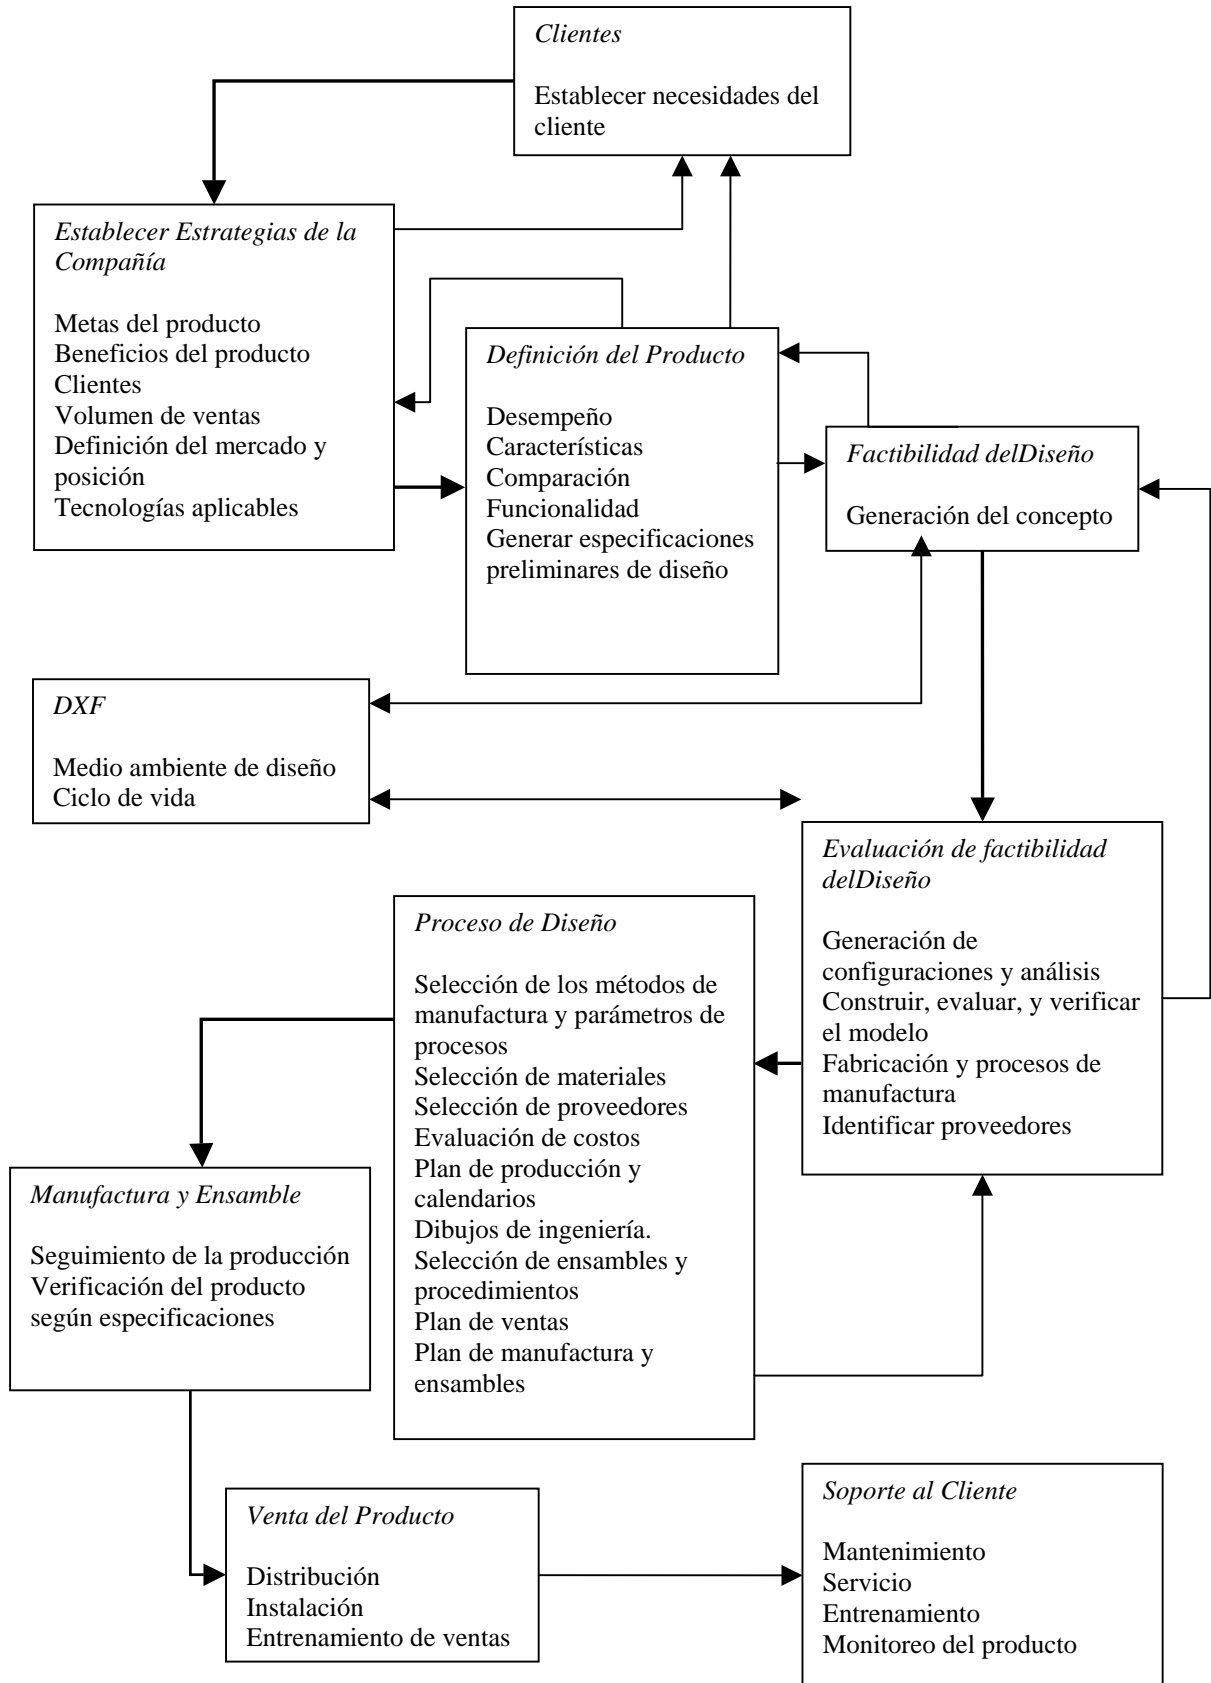 Clientes
Establecer necesidades del
cliente
Establecer Estrategias de la
Compañía
Metas del producto
Beneficios del producto
Clientes
Volumen de ventas
Definición del mercado y
posición
Tecnologías aplicables
Definición del Producto
Desempeño
Características
Comparación
Funcionalidad
Generar especificaciones
preliminares de diseño
Factibilidad delDiseño
Generación del concepto
DXF
Medio ambiente de diseño
Ciclo de vida
Evaluación de factibilidad
delDiseño
Generación de
configuraciones y análisis
Construir, evaluar, y verificar
el modelo
Fabricación y procesos de
manufactura
Identificar proveedores
Proceso de Diseño
Selección de los métodos de
manufactura y parámetros de
procesos
Selección de materiales
Selección de proveedores
Evaluación de costos
Plan de producción y
calendarios
Dibujos de ingeniería.
Selección de ensambles y
procedimientos
Plan de ventas
Plan de manufactura y
ensambles
Manufactura y Ensamble
Seguimiento de la producción
Verificación del producto
según especificaciones
Venta del Producto
Distribución
Instalación
Entrenamiento de ventas
Soporte al Cliente
Mantenimiento
Servicio
Entrenamiento
Monitoreo del producto